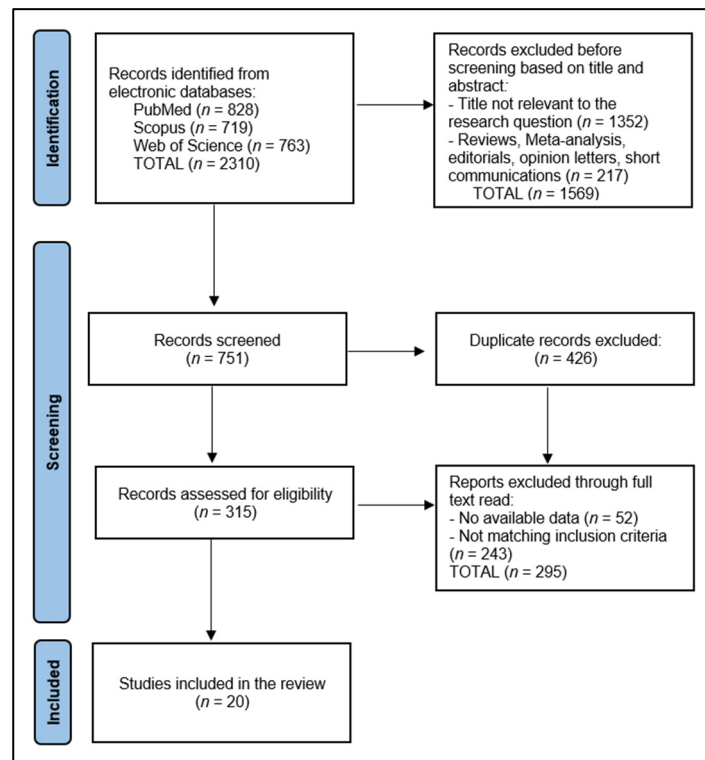 Identification
Records identified from
electronic databases:
PubMed (n = 828)
Scopus (n = 719)
Web of Science (n = 763)
TOTAL (n = 2310)
Records excluded before
screening based on title and
abstract:
- Title not relevant to the
research question (n = 1352)
- Reviews, Meta-analysis,
editorials, opinion letters, short
communications (n = 217)
TOTAL (n = 1569)
Screening
Records screened
(n = 751)
Duplicate records excluded:
(n = 426)
Records assessed for eligibility
(n = 315)
Reports excluded through full
text read:
- No available data (n = 52)
- Not matching inclusion criteria
(n = 243)
TOTAL (n = 295)
Included
Studies included in the review
(n = 20)